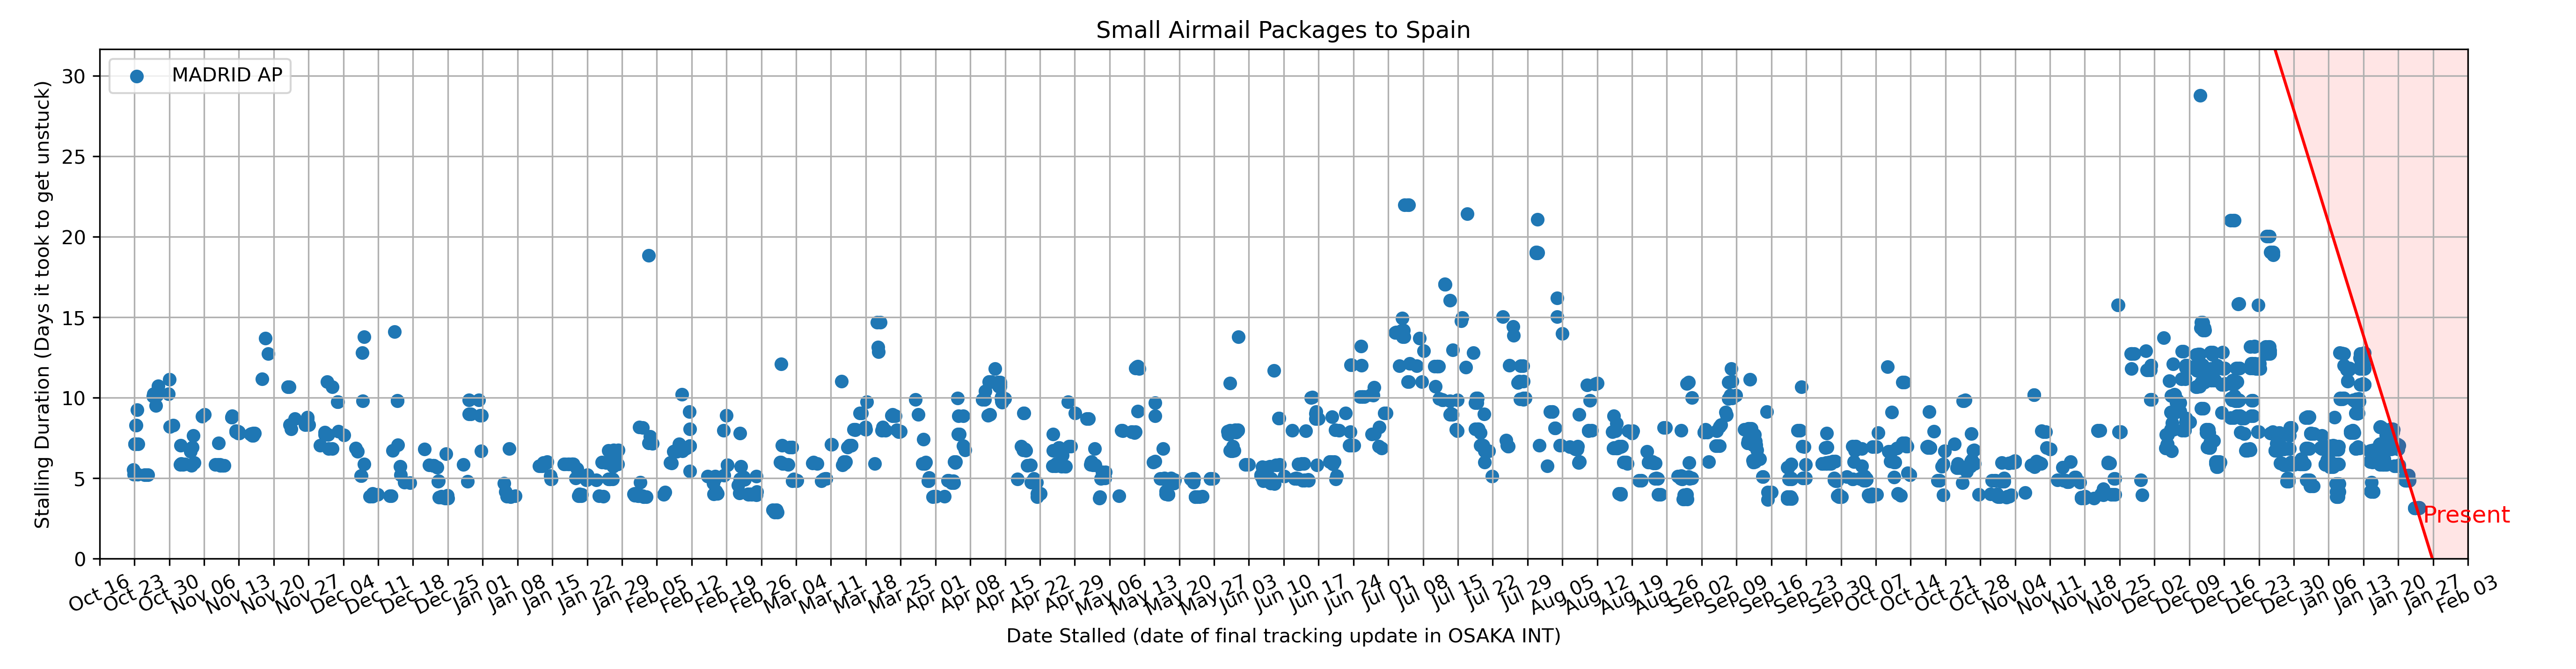 Small Airmail Packages to Spain
MADRID AP
Stalling Duration (Days it took to get unstuck)
30
25
20
15
10
5
0
Present
Oct 16 Oct 23 Oct 30 Nov 06 Nov 13 Nov 20 Nov 27 Dec 04 Dec 11 Dec 18 Dec 25 Jan 01 Jan 08 Jan 15 Jan 22 Jan 29 Feb 05 Feb 12 Feb 19 Feb 26 Mar 04 Mar 11 Mar 18 Mar 25 Apr 01 Apr 08 Apr 15 Apr 22 Apr 29 May 06 May 13 May 20 May 27 Jun 03 Jun 10 Jun 17 Jun 24 Jul 01 Jul 08 Jul 15 Jul 22 Jul 29 Aug 05 Aug 12 Aug 19 Aug 26 Sep 02 Sep 09 Sep 16 Sep 23 Sep 30 Oct 07 Oct 14 Oct 21 Oct 28 Nov 04 Nov 11 Nov 18 Nov 25 Dec 02 Dec 09 Dec 16 Dec 23 Dec 30 Jan 06 Jan 13 Jan 20 Jan 27 Feb 03
Date Stalled (date of final tracking update in OSAKA INT)